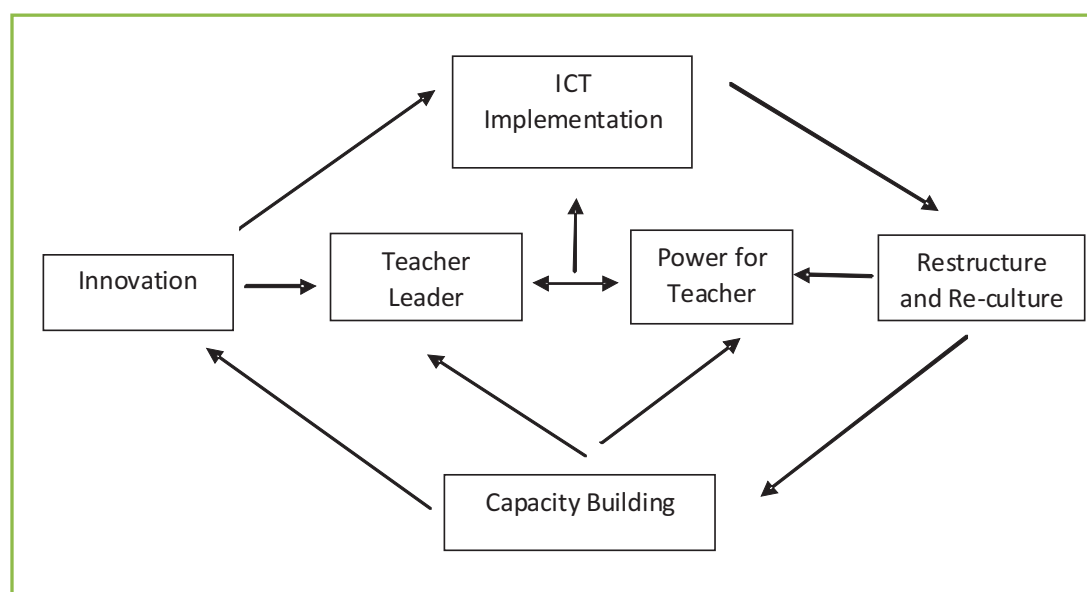 ICT
Implementation
Innovation
Teacher
Leader
Power for
Teacher
Restructure
and Re-culture
Capacity Building